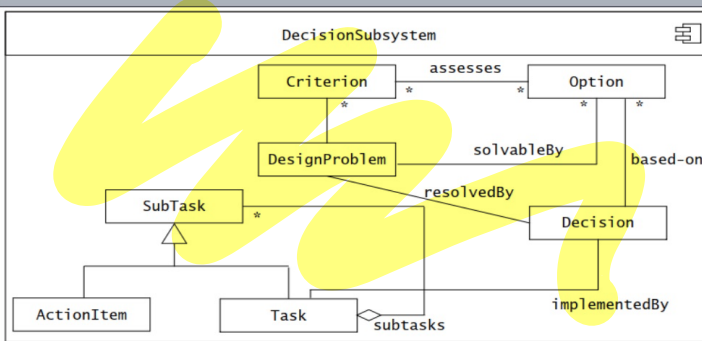 DecisionSubsystem
assesses
Criterion
Option
*
*
*
*
*
solvableBy
DesignProblem
based-on
resolvedBy
SubTask
*
Decision
implementedBy
ActionItem
Task
subtasks